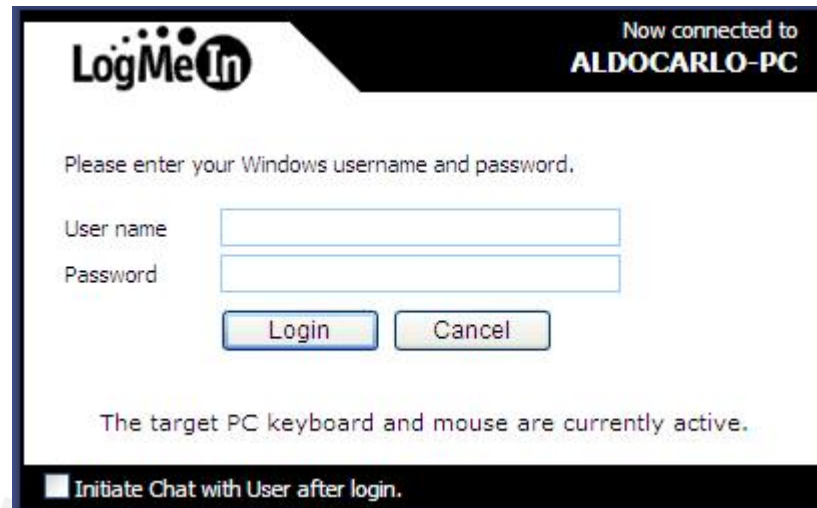 LogMeIn
Now connected to
ALDOCARLO-PC
Please enter your Windows username and password.
User name
Password
Login Cancel
The target PC keyboard and mouse are currently active.
Initiate Chat with User after login.